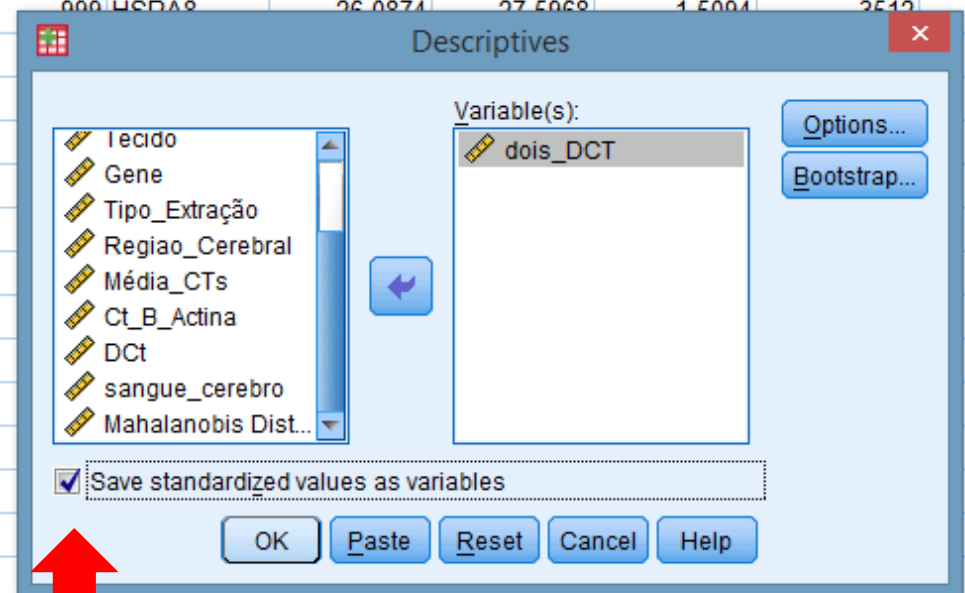 Descriptives
Variable(s):
Tecido
Gene
Tipo_Extração
Regiao_Cerebral
Média_CTs
Ct_B_Actina
DCt
sangue_cerebro
Mahalanobis Dist...
dois_DCT
Options...
Bootstrap...
Save standardized values as variables
OK Paste Reset Cancel Help